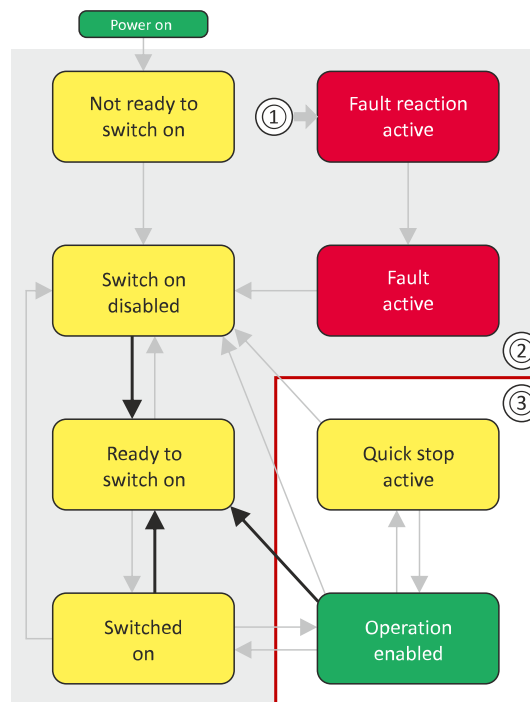 Power on
Not ready to
switch on
①
Fault reaction
active
Switch on
disabled
Fault
active
②
③
Ready to
switch on
Quick stop
active
Switched
on
Operation
enabled